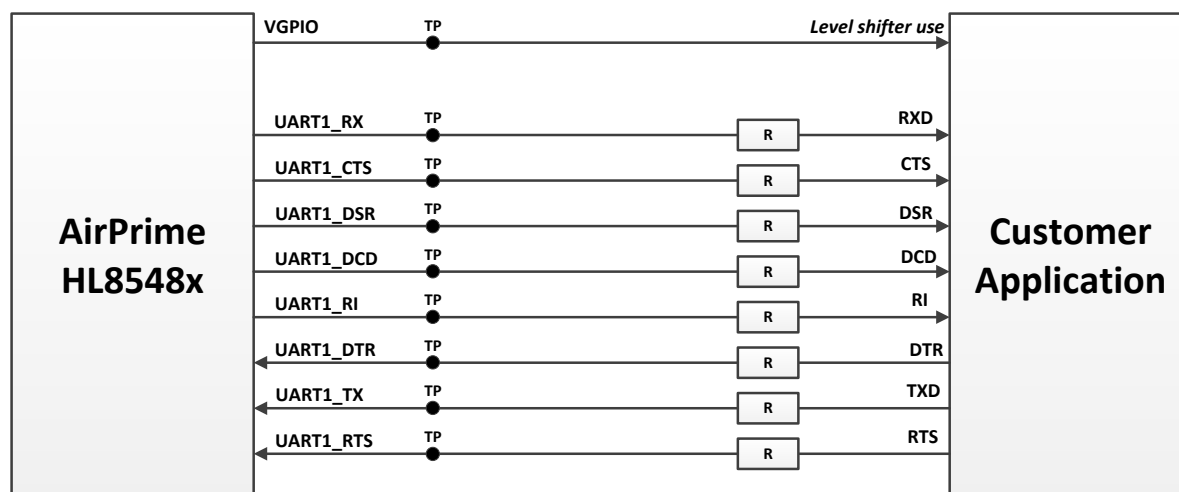 VGPIO TP Level shifter use
UART1_RX TP R RXD
UART1_CTS TP R CTS
UART1_DSR TP R DSR
UART1_DCD TP R DCD
UART1_RI TP R RI
UART1_DTR TP R DTR
UART1_TX TP R TXD
UART1_RTS TP R RTS
AirPrime
HL8548x
Customer
Application